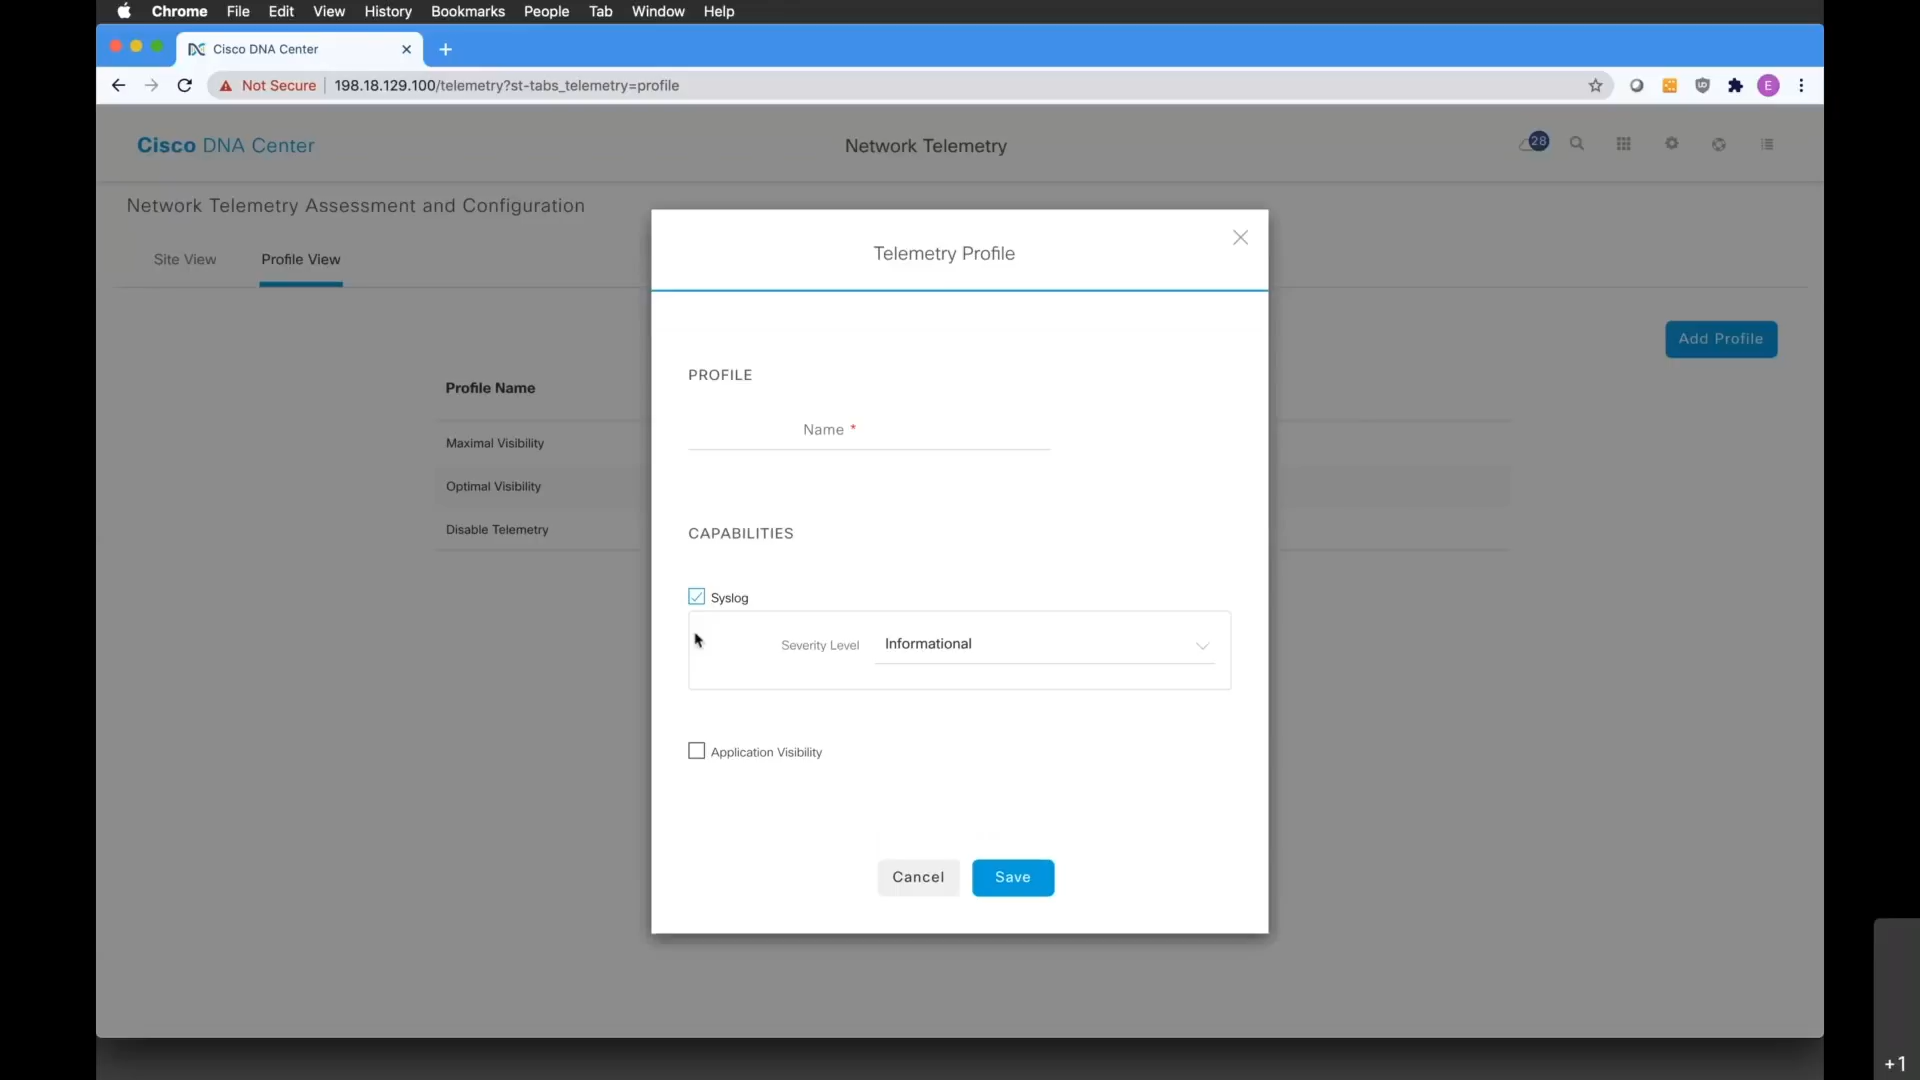 Chrome File Edit View History Bookmarks People Tab Window Help
Cisco DNA Center
Not Secure 198.18.129.100/telemetry?st-tabs_telemetry=profile
E
Cisco DNA Center
Network Telemetry
28
Network Telemetry Assessment and Configuration
Site View
Profile View
Add Profile
Profile Name
Maximal Visibility
Optimal Visibility
Disable Telemetry
Telemetry Profile
PROFILE
Name *
CAPABILITIES
Syslog
Severity Level Informational
Application Visibility
Cancel
Save
+1